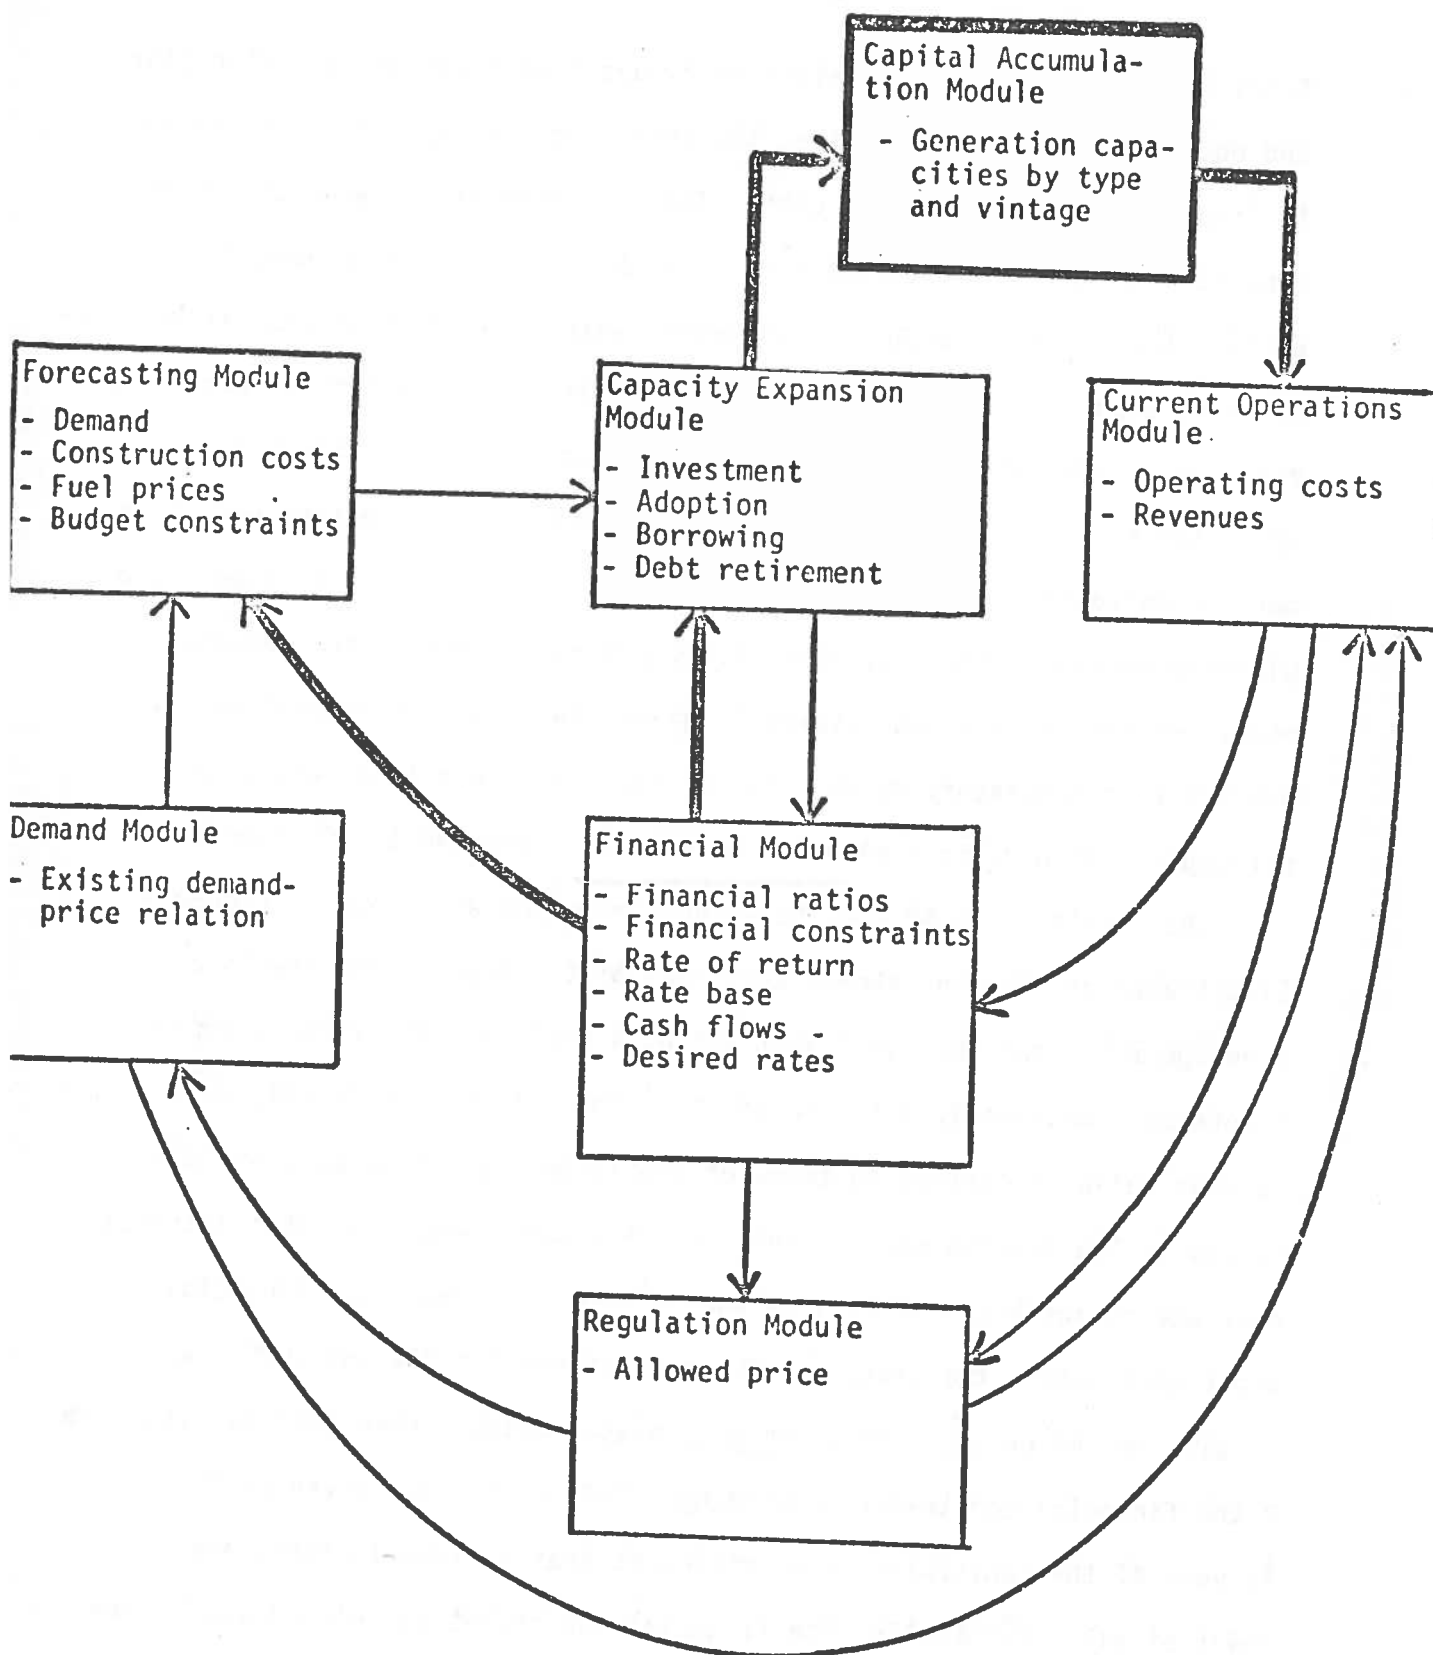 Capital Accumula-
tion Module
- Generation capa-
cities by type
and vintage
Forecasting Module
- Demand
- Construction costs
- Fuel prices
- Budget constraints
Capacity Expansion
Module
- Investment
- Adoption
- Borrowing
- Debt retirement
Current Operations
Module
- Operating costs
- Revenues
Demand Module
- Existing demand-
price relation
Financial Module
- Financial ratios
- Financial constraints
- Rate of return
- Rate base
- Cash flows
- Desired rates
Regulation Module
- Allowed price